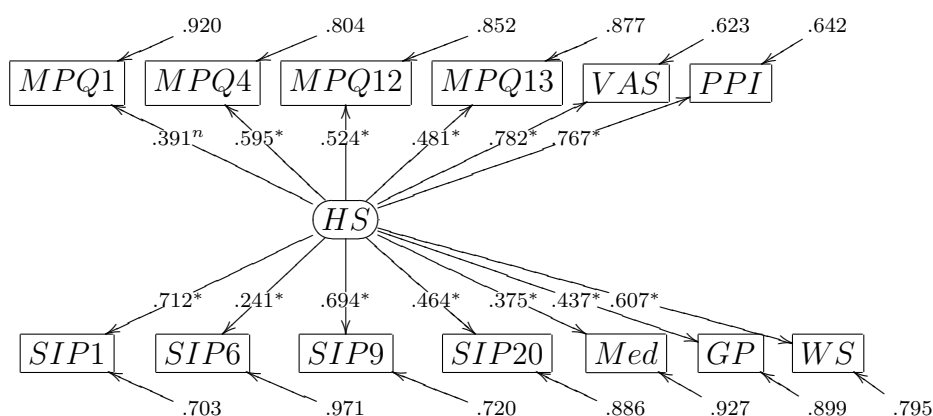 .920 .804 .852 .877 .623 .642
MPQ1 MPQ4 MPQ12 MPQ13 VAS PPI
.391ⁿ .595* .524* .481* .782* .767*
HS
.712* .241* .694* .464* .375* .437* .607*
SIP1 SIP6 SIP9 SIP20 Med GP WS
.703 .971 .720 .886 .927 .899 .795